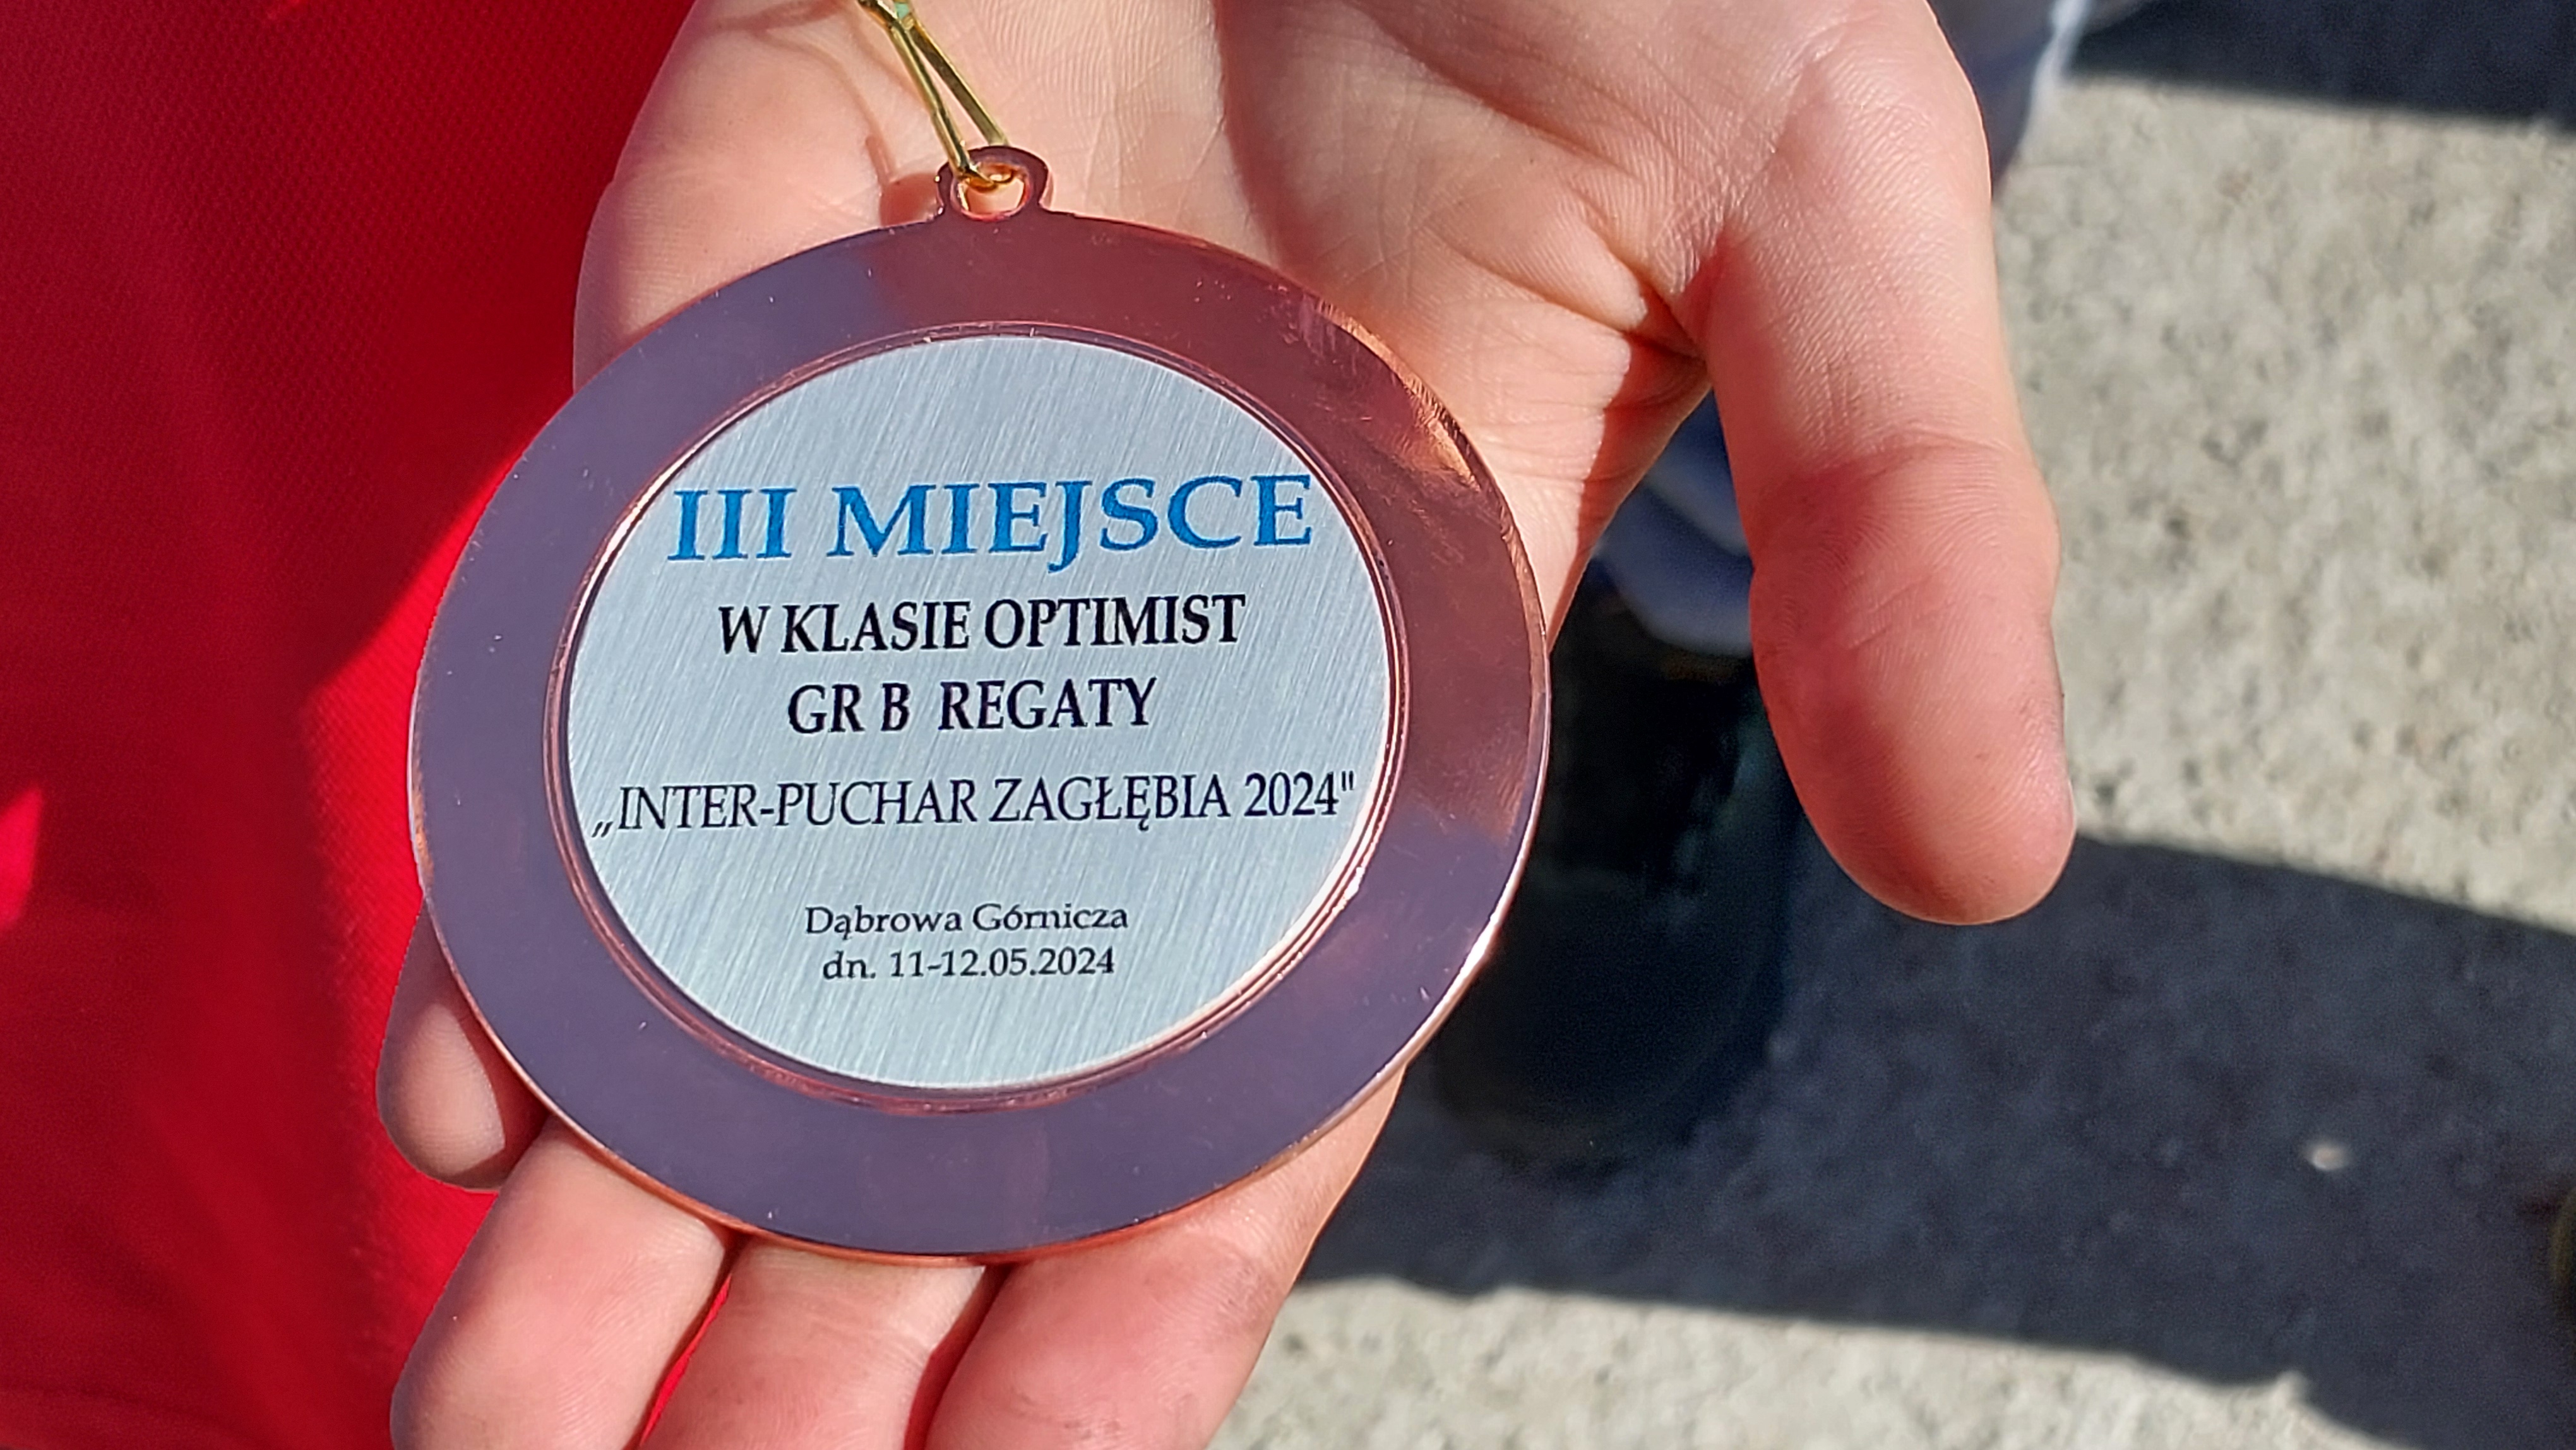 III MIEJSCE
W KLASIE OPTIMIST
GR B REGATY
„INTER-PUCHAR ZAGŁĘBIA 2024"
Dąbrowa Górnicza
dn. 11-12.05.2024